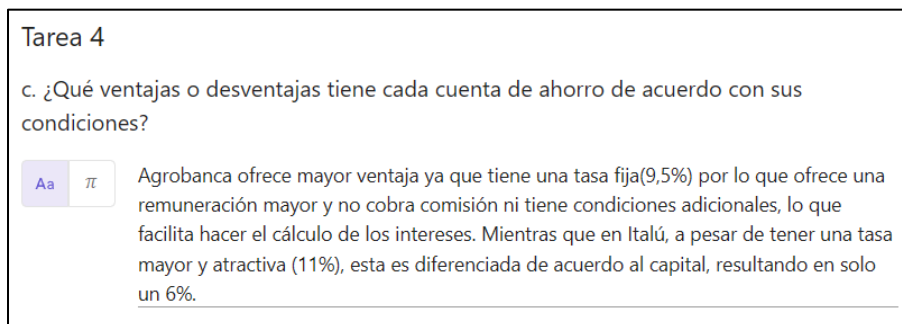 Tarea 4
c. ¿Qué ventajas o desventajas tiene cada cuenta de ahorro de acuerdo con sus
condiciones?
Aa π
Agrobanca ofrece mayor ventaja ya que tiene una tasa fija(9,5%) por lo que ofrece una
remuneración mayor y no cobra comisión ni tiene condiciones adicionales, lo que
facilita hacer el cálculo de los intereses. Mientras que en Italú, a pesar de tener una tasa
mayor y atractiva (11%), esta es diferenciada de acuerdo al capital, resultando en solo
un 6%.